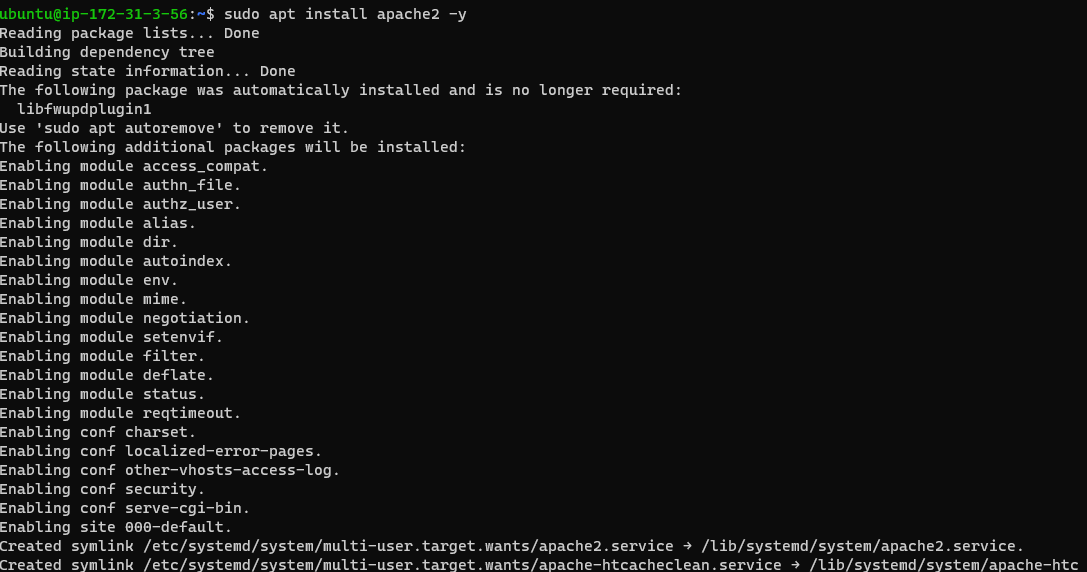 ubuntu@ip-172-31-3-56:~$ sudo apt install apache2 -y
Reading package lists... Done
Building dependency tree
Reading state information... Done
The following package was automatically installed and is no longer required:
  libfwupdplugin1
Use 'sudo apt autoremove' to remove it.
The following additional packages will be installed:
Enabling module access_compat.
Enabling module authn_file.
Enabling module authz_user.
Enabling module alias.
Enabling module dir.
Enabling module autoindex.
Enabling module env.
Enabling module mime.
Enabling module negotiation.
Enabling module setenvif.
Enabling module filter.
Enabling module deflate.
Enabling module status.
Enabling module reqtimeout.
Enabling conf charset.
Enabling conf localized-error-pages.
Enabling conf other-vhosts-access-log.
Enabling conf security.
Enabling conf serve-cgi-bin.
Enabling site 000-default.
Created symlink /etc/systemd/system/multi-user.target.wants/apache2.service → /lib/systemd/system/apache2.service.
Created symlink /etc/systemd/system/multi-user.target.wants/apache-htcacheclean.service → /lib/systemd/system/apache-htc